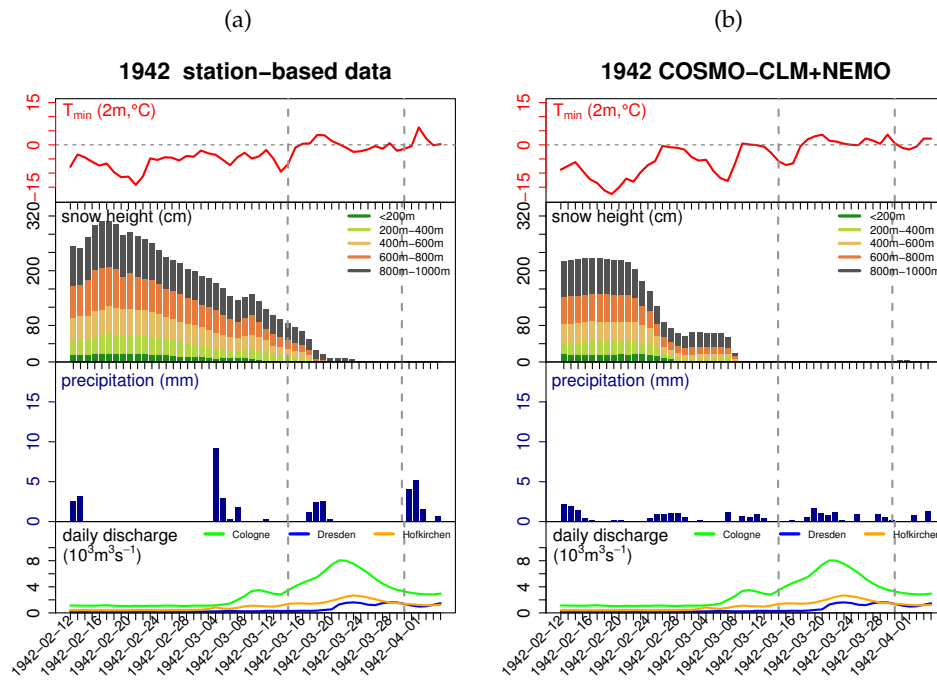 (a)
(b)
1942 station−based data
1942 COSMO−CLM+NEMO
Tmin (2m,°C)
15
0
−15
snow height (cm)
<200m
200m−400m
400m−600m
600m−800m
800m−1000m
320
200
80
0
precipitation (mm)
15
10
5
0
daily discharge
(10³m³s⁻¹)
Cologne
Dresden
Hofkirchen
8
4
0
1942−02−12
1942−02−16
1942−02−20
1942−02−24
1942−02−28
1942−03−04
1942−03−08
1942−03−12
1942−03−16
1942−03−20
1942−03−24
1942−03−28
1942−04−01
Tmin (2m,°C)
15
0
−15
snow height (cm)
<200m
200m−400m
400m−600m
600m−800m
800m−1000m
320
200
80
0
precipitation (mm)
15
10
5
0
daily discharge
(10³m³s⁻¹)
Cologne
Dresden
Hofkirchen
8
4
0
1942−02−12
1942−02−16
1942−02−20
1942−02−24
1942−02−28
1942−03−04
1942−03−08
1942−03−12
1942−03−16
1942−03−20
1942−03−24
1942−03−28
1942−04−01